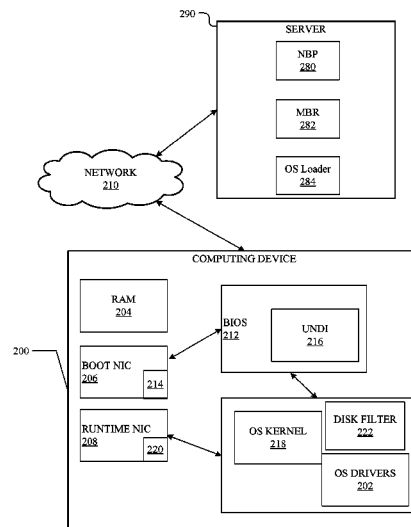 290
SERVER
NBP
280
MBR
282
OS Loader
284
NETWORK
210
COMPUTING DEVICE
200
RAM
204
BIOS
212
UNDI
216
BOOT NIC
206
214
RUNTIME NIC
208
220
OS KERNEL
218
DISK FILTER
222
OS DRIVERS
202